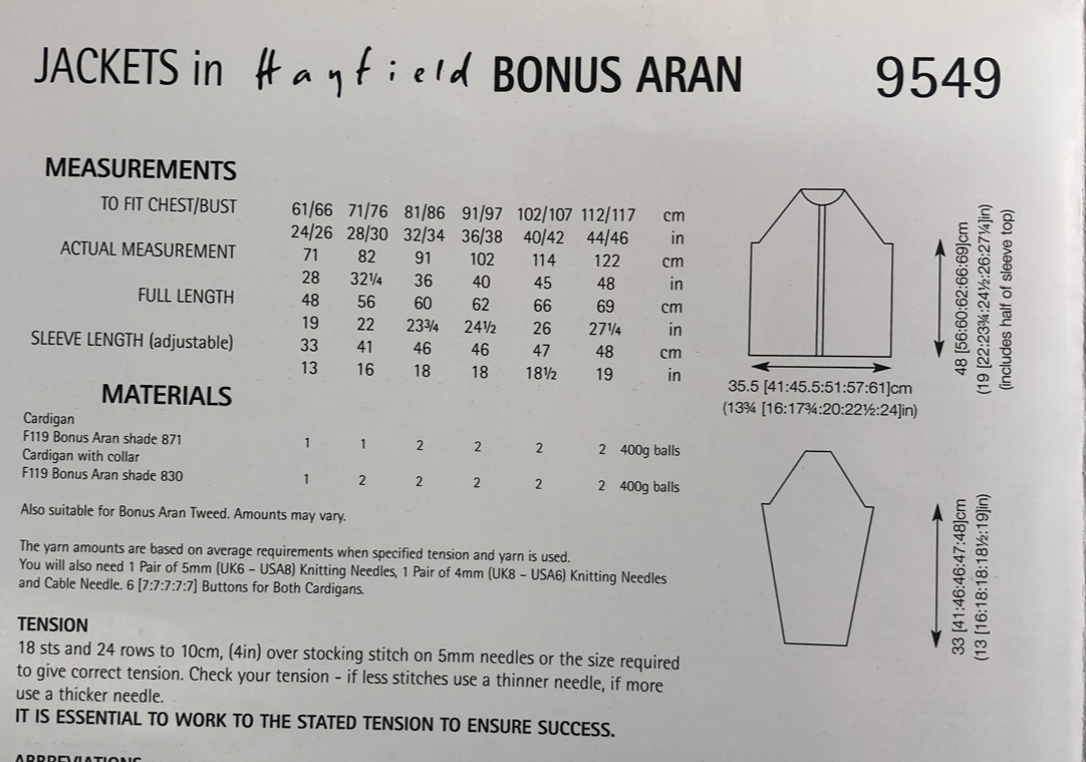 JACKETS in Hayfield BONUS ARAN 9549
MEASUREMENTS
TO FIT CHEST/BUST 61/66 71/76 81/86 91/97 102/107 112/117 cm
24/26 28/30 32/34 36/38 40/42 44/46 in
ACTUAL MEASUREMENT 71 82 91 102 114 122 cm
28 32¼ 36 40 45 48 in
FULL LENGTH 48 56 60 62 66 69 cm
19 22 23¾ 24½ 26 27¼ in
SLEEVE LENGTH (adjustable) 33 41 46 46 47 48 cm
13 16 18 18 18½ 19 in
MATERIALS
Cardigan
F119 Bonus Aran shade 871 1 1 2 2 2 2 400g balls
Cardigan with collar
F119 Bonus Aran shade 830 1 2 2 2 2 2 400g balls
Also suitable for Bonus Aran Tweed. Amounts may vary.
The yarn amounts are based on average requirements when specified tension and yarn is used.
You will also need 1 Pair of 5mm (UK6 – USA8) Knitting Needles, 1 Pair of 4mm (UK8 – USA6) Knitting Needles
and Cable Needle. 6 [7:7:7:7:7] Buttons for Both Cardigans.
TENSION
18 sts and 24 rows to 10cm, (4in) over stocking stitch on 5mm needles or the size required
to give correct tension. Check your tension - if less stitches use a thinner needle, if more
use a thicker needle.
IT IS ESSENTIAL TO WORK TO THE STATED TENSION TO ENSURE SUCCESS.
ABBREVIATIONS
48 [56:60:62:66:69]cm
(19 [22:23¾:24½:26:27¼]in)
(includes half of sleeve top)
35.5 [41:45.5:51:57:61]cm
(13¾ [16:17¾:20:22½:24]in)
33 [41:46:46:47:48]cm
(13 [16:18:18:18½:19]in)